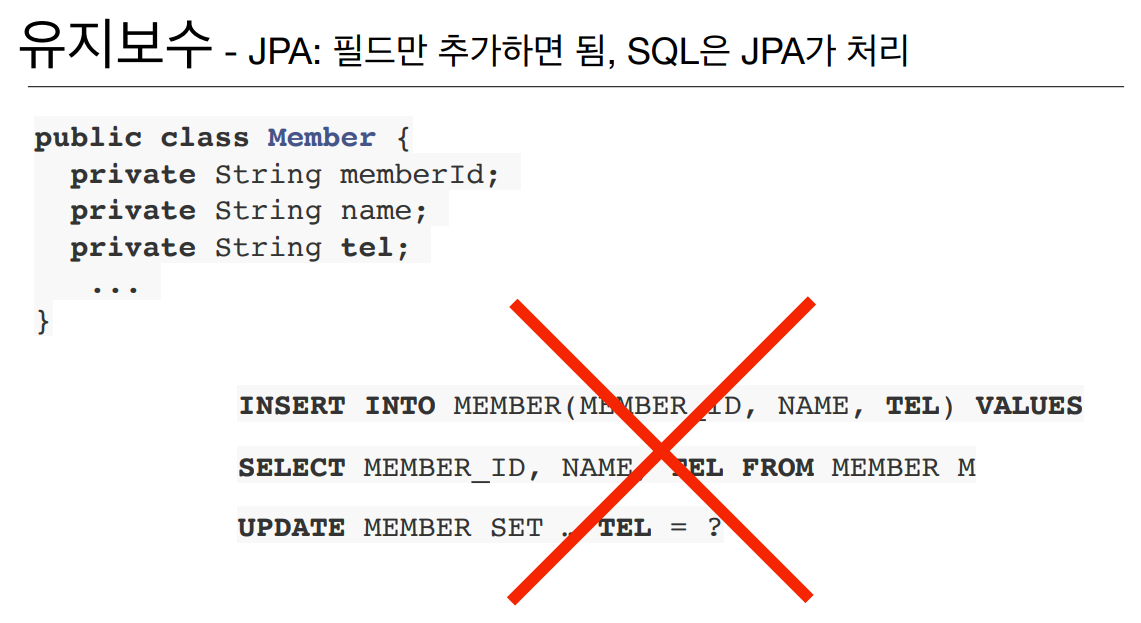 유지보수 - JPA: 필드만 추가하면 됨, SQL은 JPA가 처리
public class Member {
private String memberId;
private String name;
private String tel;
...
}
INSERT INTO MEMBER(MEMBER_ID, NAME, TEL) VALUES
SELECT MEMBER_ID, NAME, TEL FROM MEMBER M
UPDATE MEMBER SET … TEL = ?